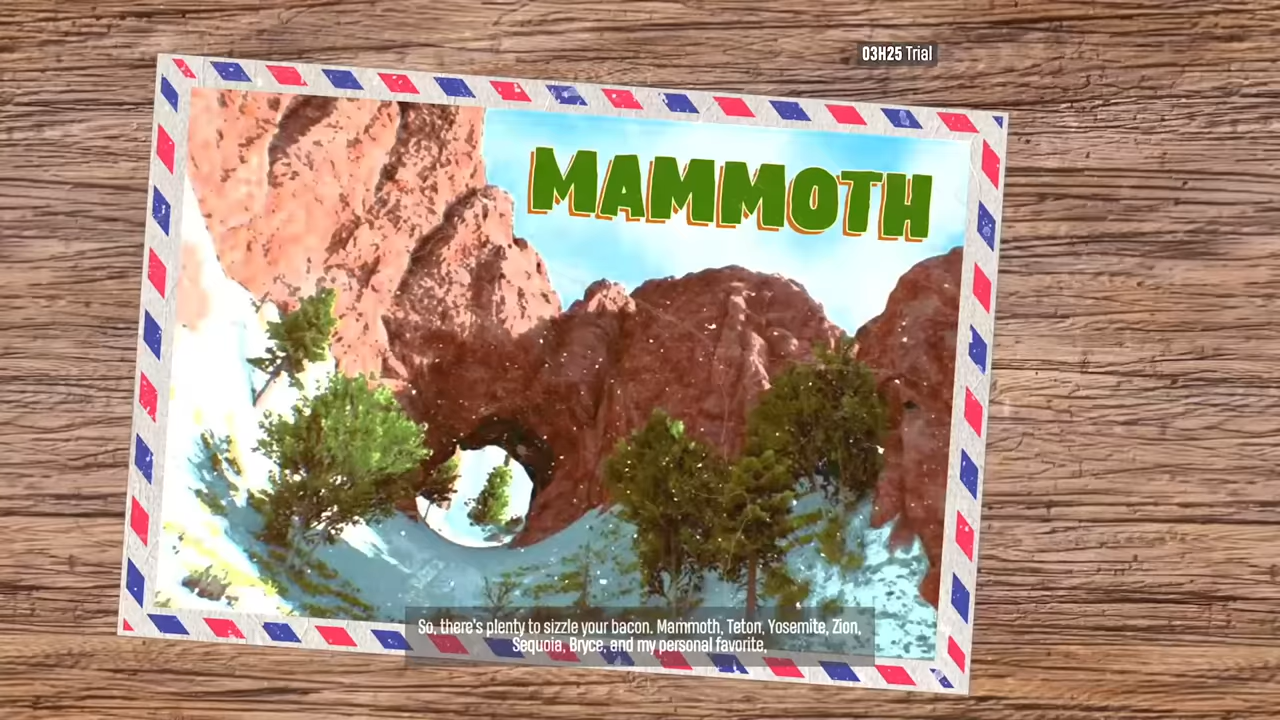 03H25 Trial
MAMMOTH
So, there's plenty to sizzle your bacon. Mammoth, Teton, Yosemite, Zion,
Sequoia, Bryce, and my personal favorite,